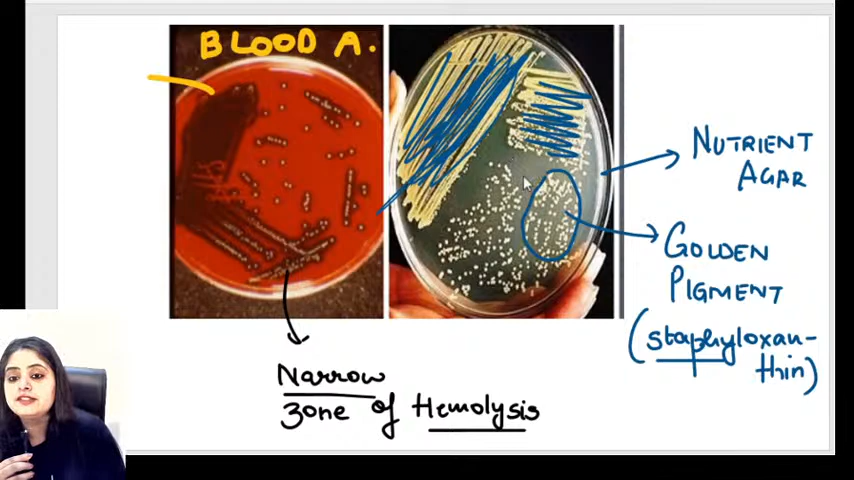 BLOOD A.
NUTRIENT
AGAR
GOLDEN
PIGMENT
(staphyloxan-
thin)
Narrow
zone of Hemolysis